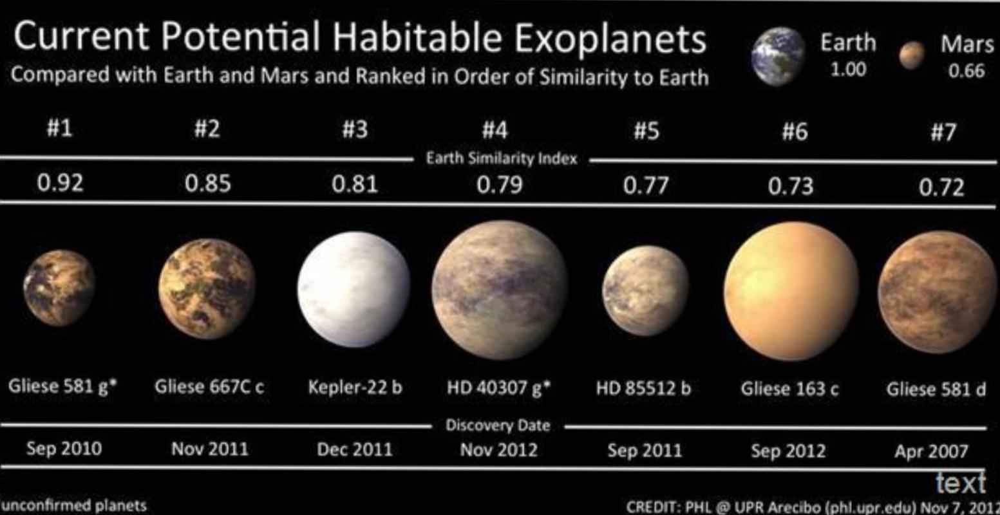 Current Potential Habitable Exoplanets
Compared with Earth and Mars and Ranked in Order of Similarity to Earth
Earth Mars
1.00 0.66
#1 #2 #3 #4 #5 #6 #7
Earth Similarity Index
0.92 0.85 0.81 0.79 0.77 0.73 0.72
Gliese 581 g* Gliese 667C c Kepler-22 b HD 40307 g* HD 85512 b Gliese 163 c Gliese 581 d
Discovery Date
Sep 2010 Nov 2011 Dec 2011 Nov 2012 Sep 2011 Sep 2012 Apr 2007
text
unconfirmed planets CREDIT: PHL @ UPR Arecibo (phl.upr.edu) Nov 7, 2012